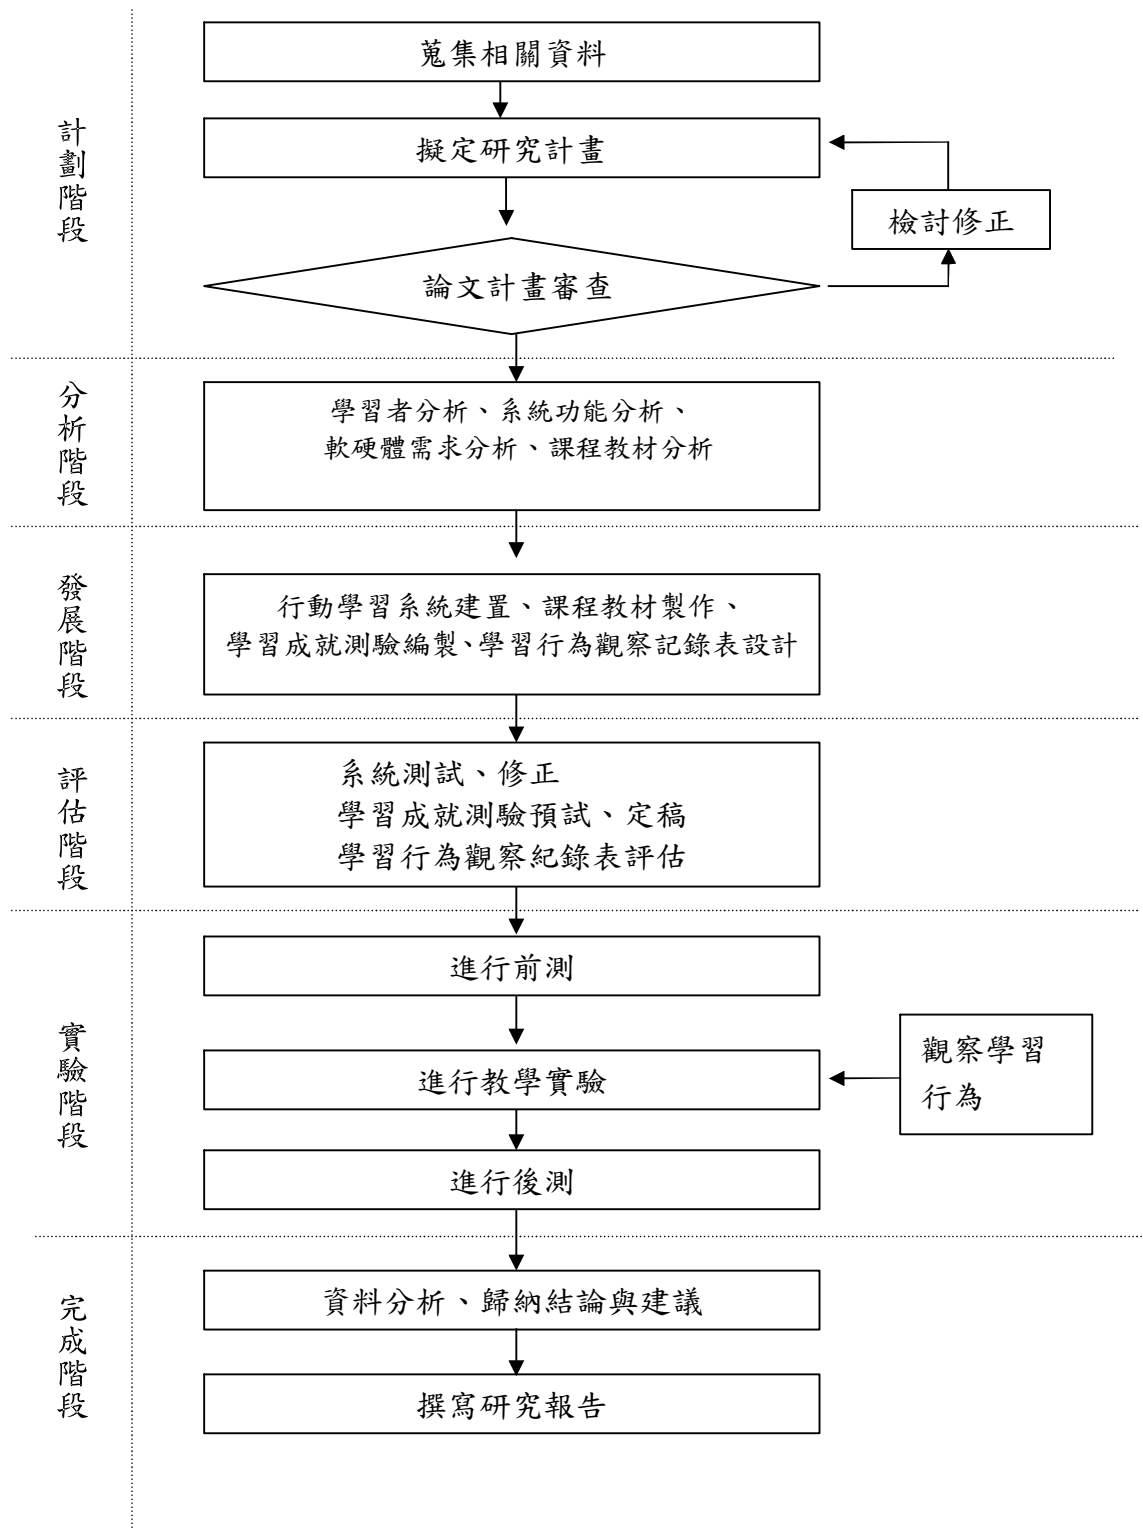 計劃階段
蒐集相關資料
擬定研究計畫
檢討修正
論文計畫審查
分析階段
學習者分析、系統功能分析、
軟硬體需求分析、課程教材分析
發展階段
行動學習系統建置、課程教材製作、
學習成就測驗編製、學習行為觀察記錄表設計
評估階段
系統測試、修正
學習成就測驗預試、定稿
學習行為觀察紀錄表評估
實驗階段
進行前測
進行教學實驗
觀察學習
行為
進行後測
完成階段
資料分析、歸納結論與建議
撰寫研究報告